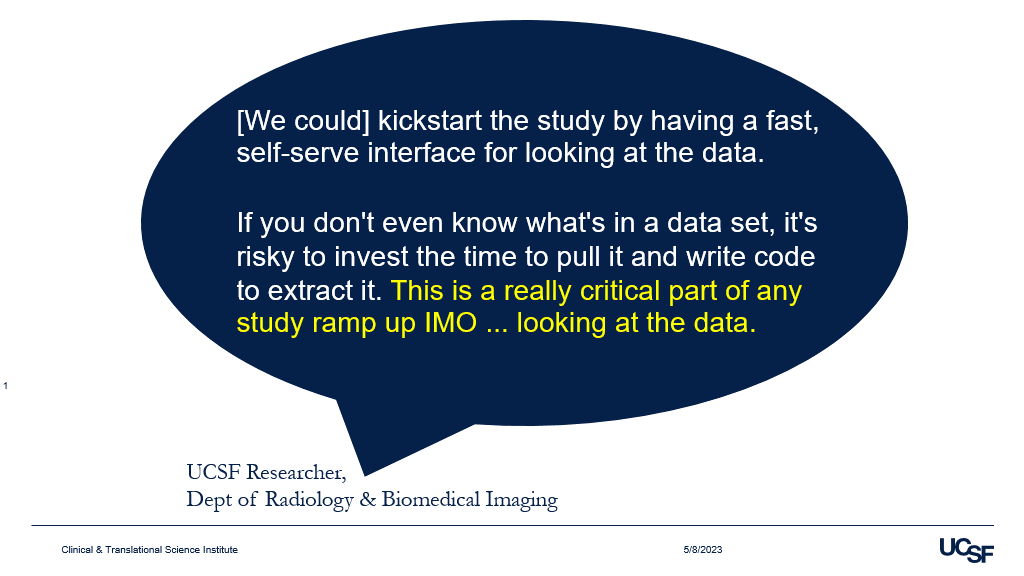 [We could] kickstart the study by having a fast,
self-serve interface for looking at the data.
If you don't even know what's in a data set, it's
risky to invest the time to pull it and write code
to extract it. This is a really critical part of any
study ramp up IMO ... looking at the data.
1
UCSF Researcher,
Dept of Radiology & Biomedical Imaging
Clinical & Translational Science Institute
5/8/2023
UCSF